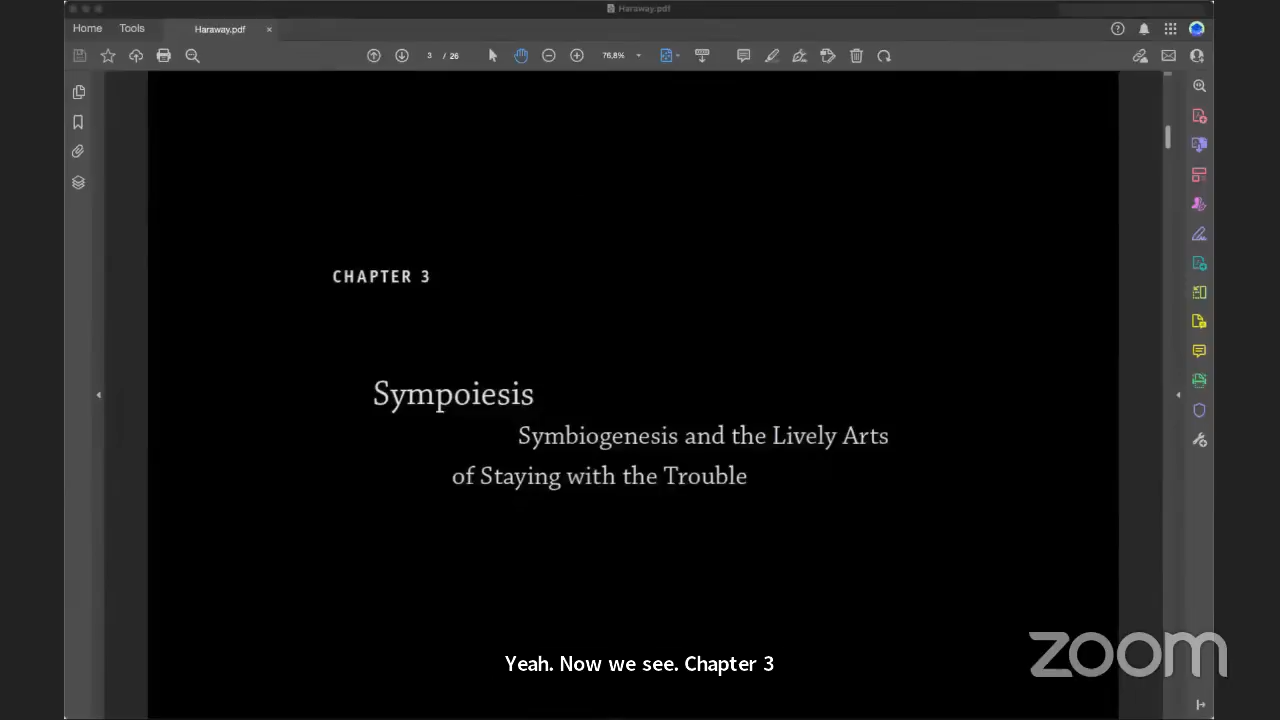 Haraway.pdf
Home
Tools
Haraway.pdf
3 / 26
76,8%
CHAPTER 3
Sympoiesis
Symbiogenesis and the Lively Arts
of Staying with the Trouble
Yeah. Now we see. Chapter 3
zoom